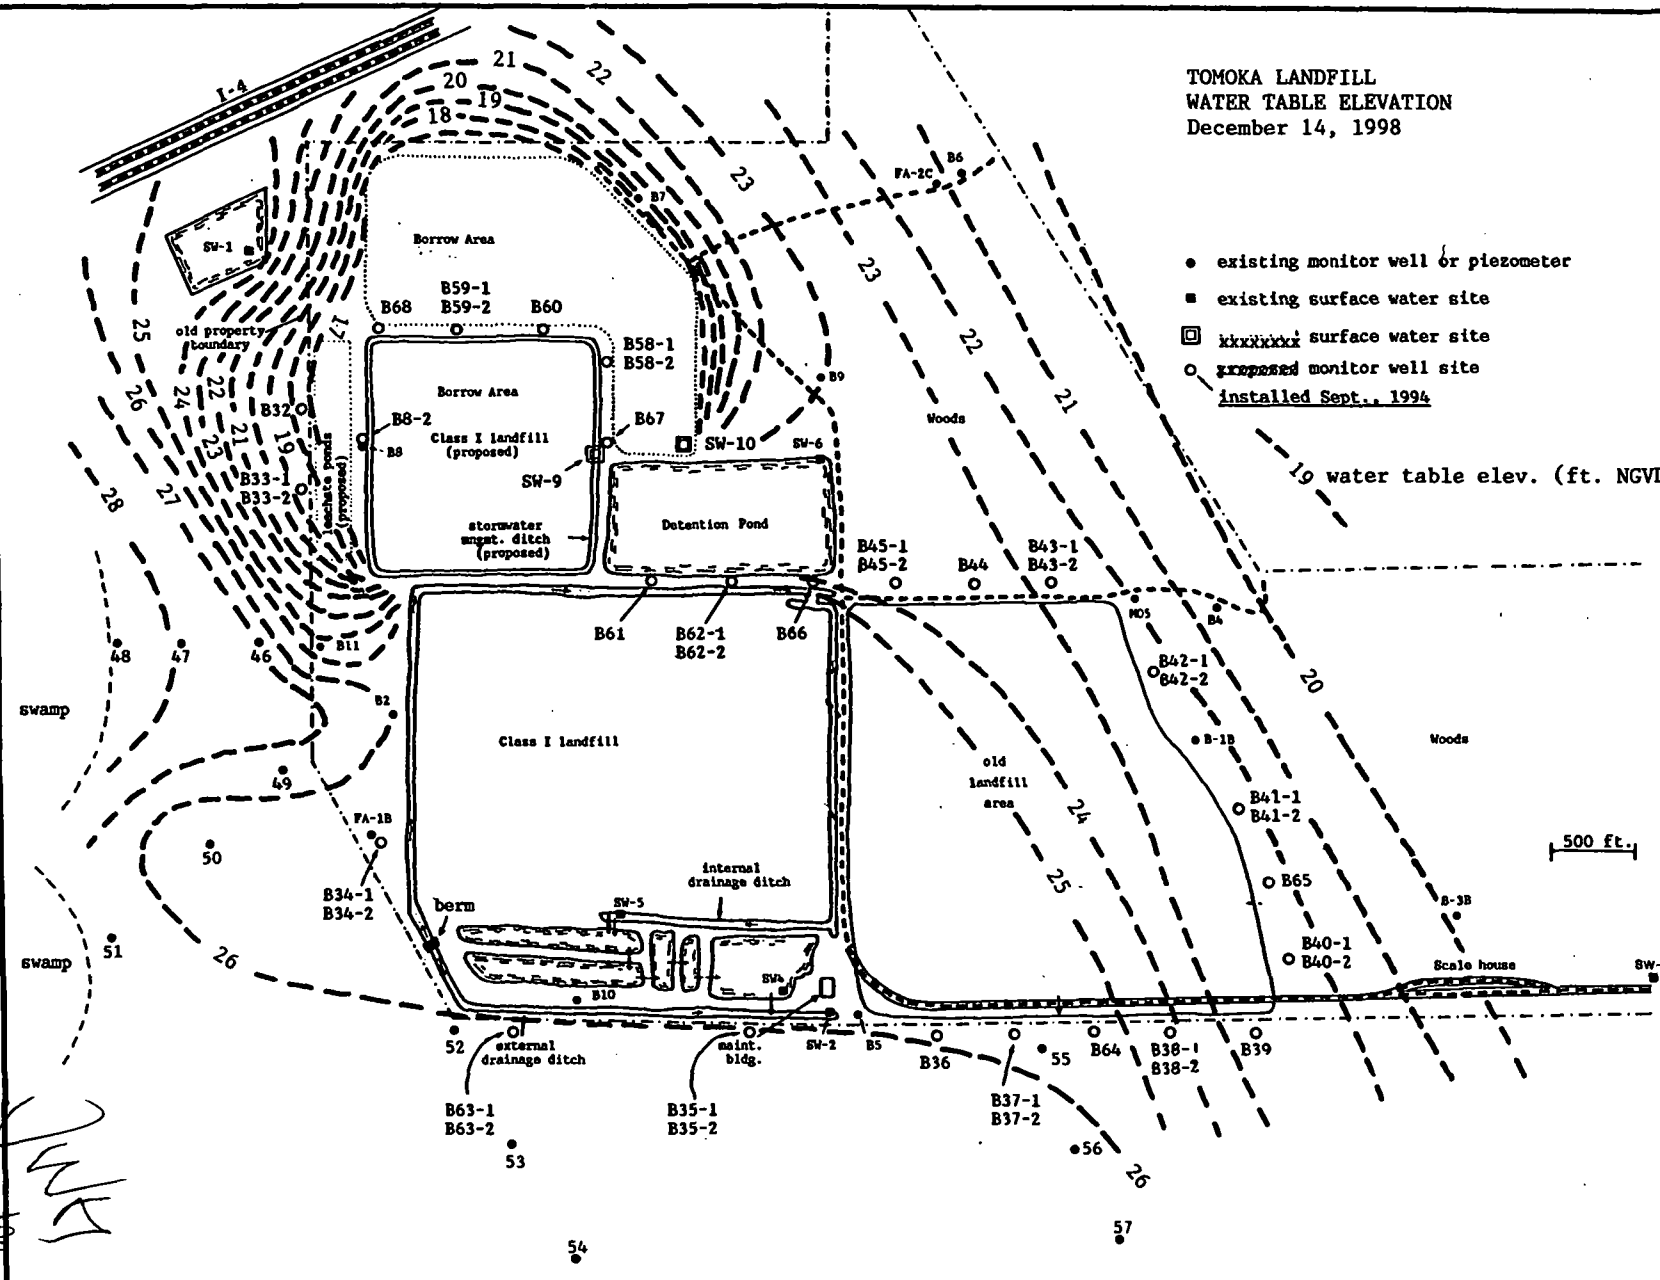 TOMOKA LANDFILL
WATER TABLE ELEVATION
December 14, 1998
I-4
21
20
19
18
22
23
B6
FA-2C
B7
SW-1
Borrow Area
existing monitor well or piezometer
existing surface water site
xxxxxxxx surface water site
proposed monitor well site
installed Sept., 1994
19 water table elev. (ft. NGVD
B59-1
B59-2
B68
B60
B58-1
B58-2
old property
boundary
17
25
26
24
22
21
23
19
28
27
23
22
21
B9
Woods
B32
B33-1
B33-2
leachate ponds
(proposed)
B8-2
B8
Borrow Area
Class I landfill
(proposed)
B67
SW-10
SW-6
SW-9
stormwater
mngmt. ditch
(proposed)
Detention Pond
B45-1
B45-2
B44
B43-1
B43-2
M05
B4
B61
B62-1
B62-2
B66
48
47
46
B11
B2
B42-1
B42-2
20
swamp
B-1B
Woods
Class I landfill
old
landfill
area
49
24
B41-1
B41-2
FA-1B
50
500 ft.
25
internal
drainage ditch
B65
B34-1
B34-2
berm
SW-5
B-3B
51
swamp
26
B40-1
B40-2
Scale house
SW-
SW4
B10
52
external
drainage ditch
maint.
bldg.
SW-2
B5
B36
55
B64
B38-1
B38-2
B39
B37-1
B37-2
B63-1
B63-2
B35-1
B35-2
53
56
26
57
54